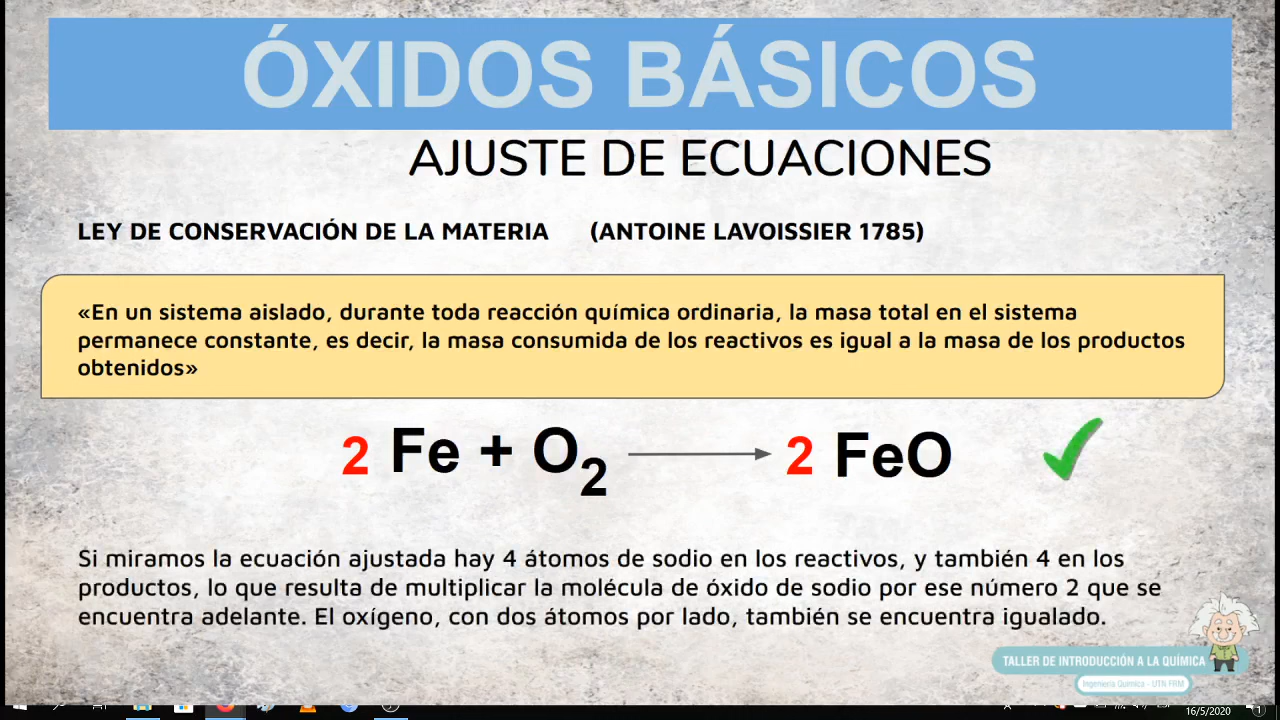 ÓXIDOS BÁSICOS
AJUSTE DE ECUACIONES
LEY DE CONSERVACIÓN DE LA MATERIA (ANTOINE LAVOISSIER 1785)
«En un sistema aislado, durante toda reacción química ordinaria, la masa total en el sistema
permanece constante, es decir, la masa consumida de los reactivos es igual a la masa de los productos
obtenidos»
2 Fe + O₂ → 2 FeO
Si miramos la ecuación ajustada hay 4 átomos de sodio en los reactivos, y también 4 en los
productos, lo que resulta de multiplicar la molécula de óxido de sodio por ese número 2 que se
encuentra adelante. El oxígeno, con dos átomos por lado, también se encuentra igualado.
TALLER DE INTRODUCCIÓN A LA QUÍMICA
Ingeniería Química - UTN FRM
16/5/2020